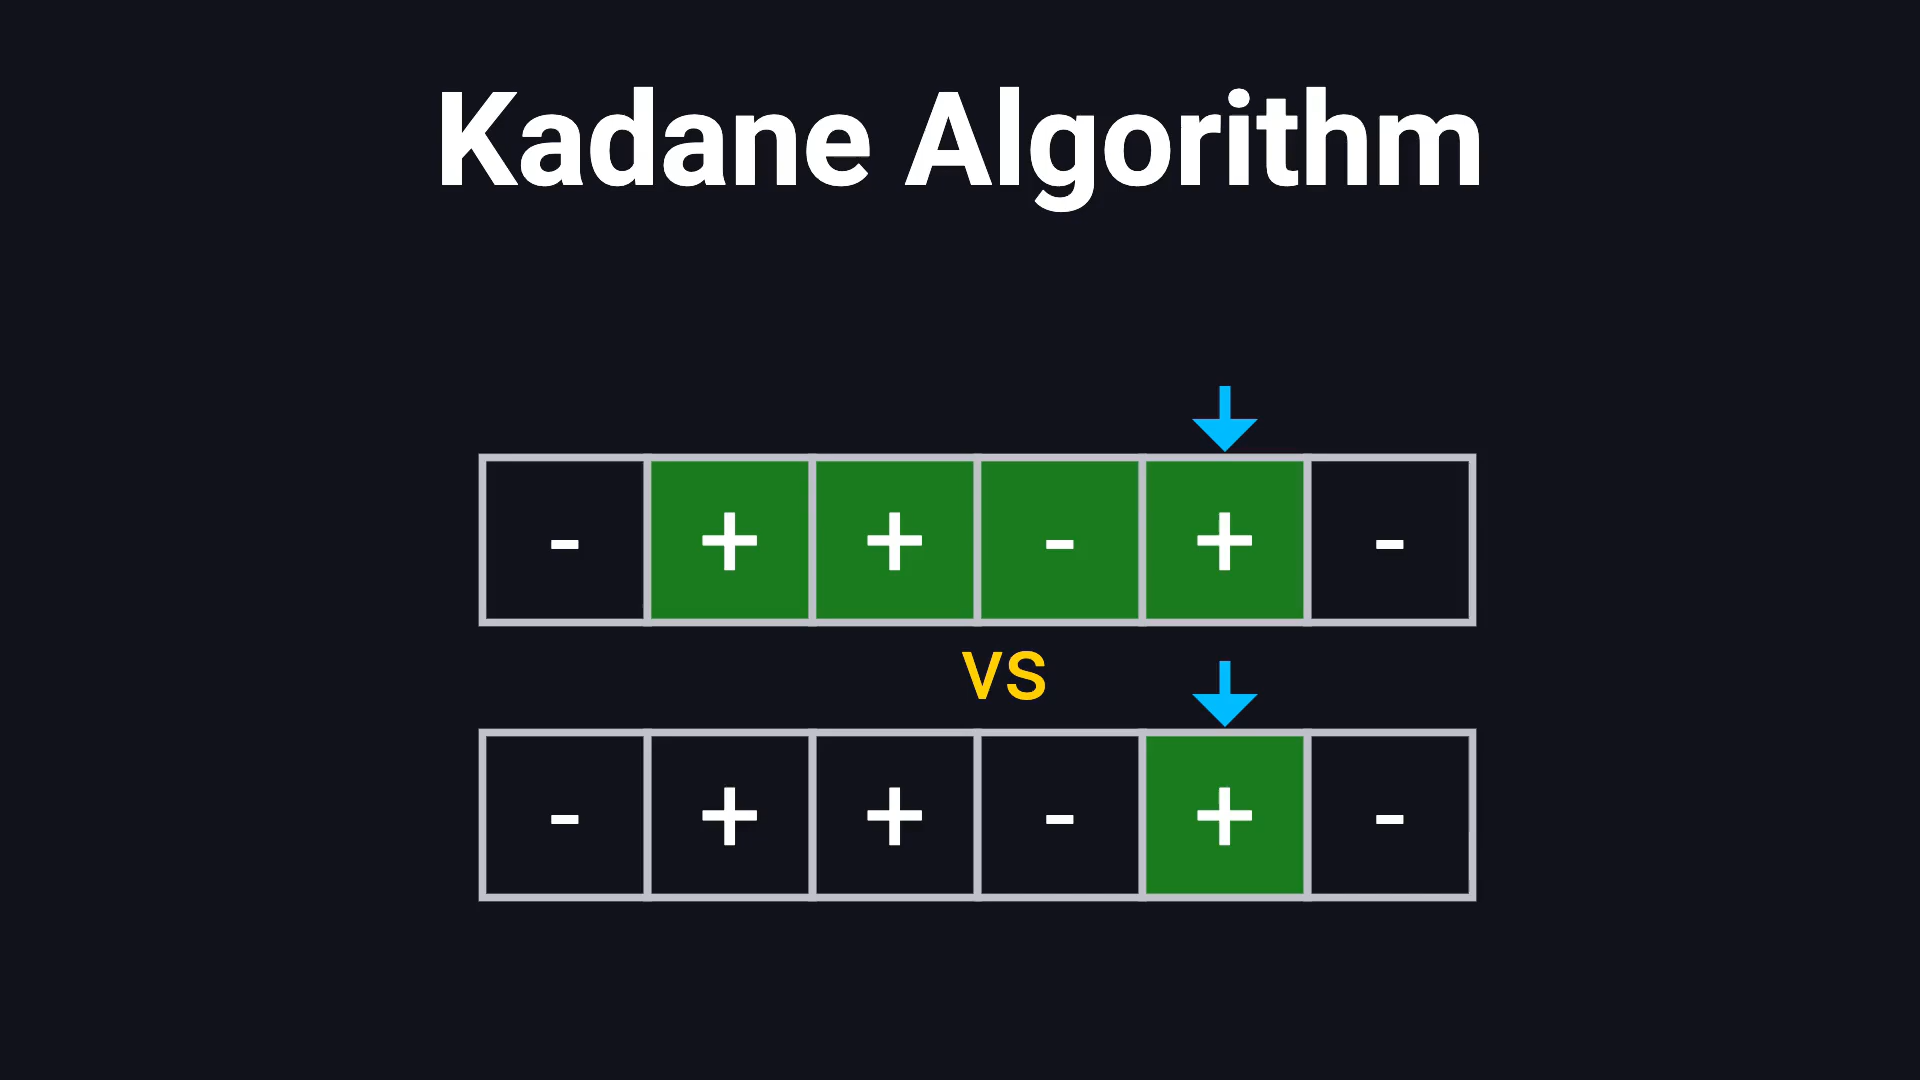 Kadane Algorithm
- + + - + -
VS
- + + - + -